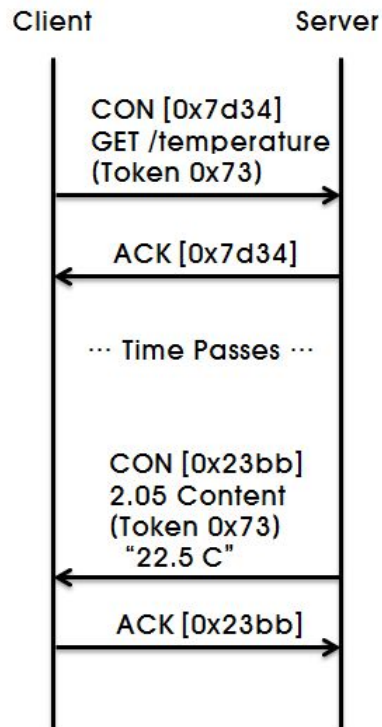 Client Server
CON [0x7d34]
GET /temperature
(Token 0x73)
ACK [0x7d34]
··· Time Passes ···
CON [0x23bb]
2.05 Content
(Token 0x73)
“22.5 C”
ACK [0x23bb]